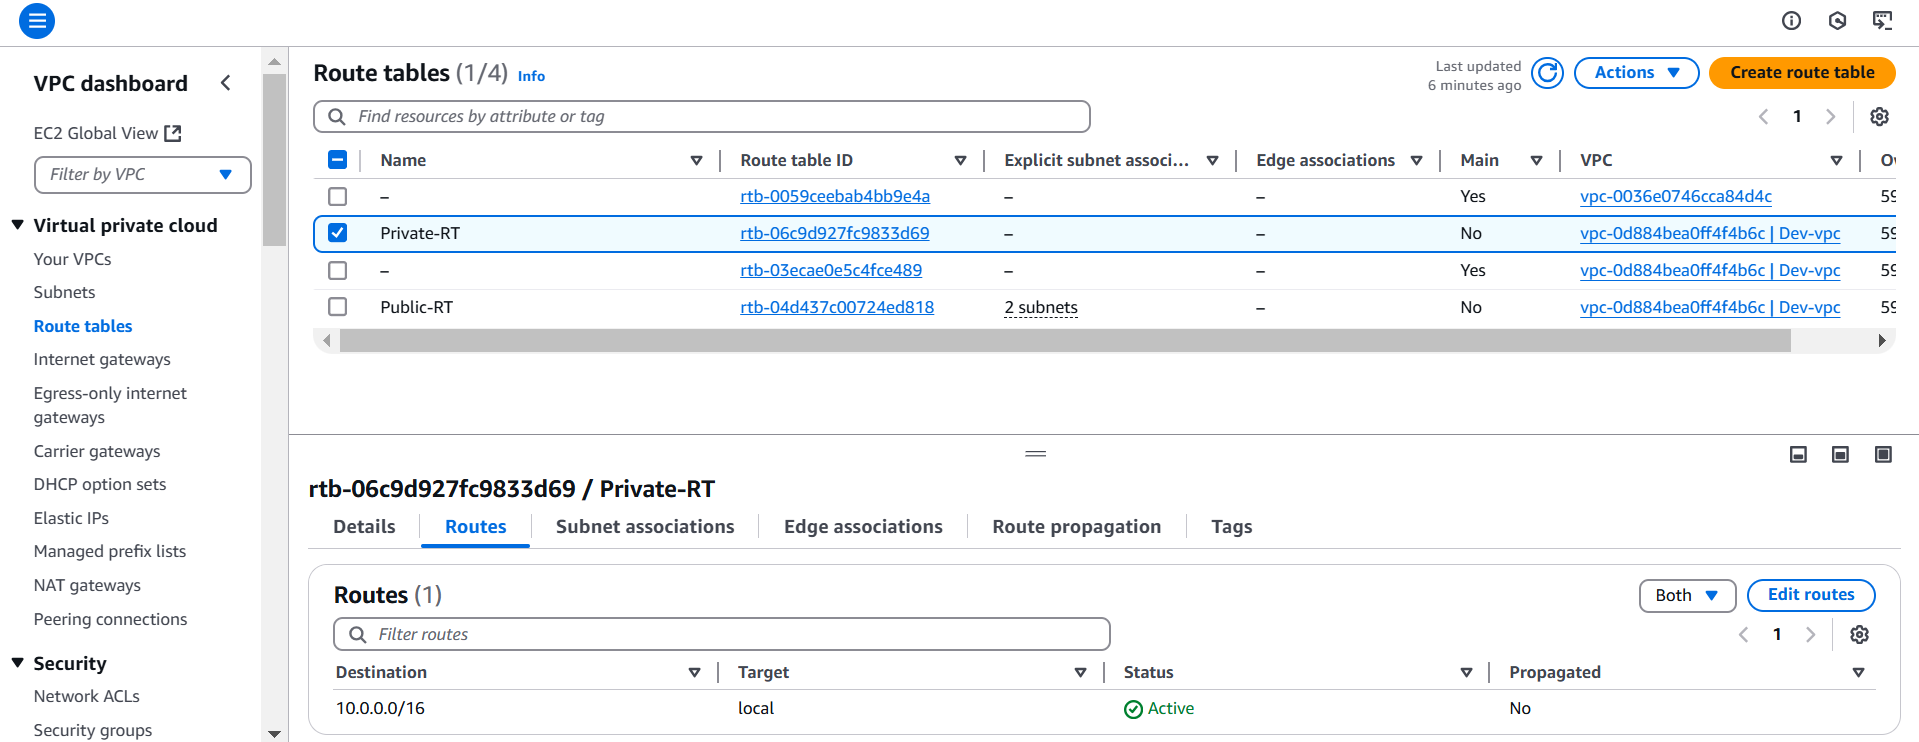 VPC dashboard
EC2 Global View
Filter by VPC
Virtual private cloud
Your VPCs
Subnets
Route tables
Internet gateways
Egress-only internet
gateways
Carrier gateways
DHCP option sets
Elastic IPs
Managed prefix lists
NAT gateways
Peering connections
Security
Network ACLs
Security groups
Route tables (1/4) Info
Last updated
6 minutes ago
Actions
Create route table
Find resources by attribute or tag
1
Name Route table ID Explicit subnet associ... Edge associations Main VPC
– rtb-0059ceebab4bb9e4a – – Yes vpc-0036e0746cca84d4c 59
Private-RT rtb-06c9d927fc9833d69 – – No vpc-0d884bea0ff4f4b6c | Dev-vpc 59
– rtb-03ecae0e5c4fce489 – – Yes vpc-0d884bea0ff4f4b6c | Dev-vpc 59
Public-RT rtb-04d437c00724ed818 2 subnets – No vpc-0d884bea0ff4f4b6c | Dev-vpc 59
rtb-06c9d927fc9833d69 / Private-RT
Details Routes Subnet associations Edge associations Route propagation Tags
Routes (1)
Both
Edit routes
Filter routes
1
Destination Target Status Propagated
10.0.0.0/16 local Active No